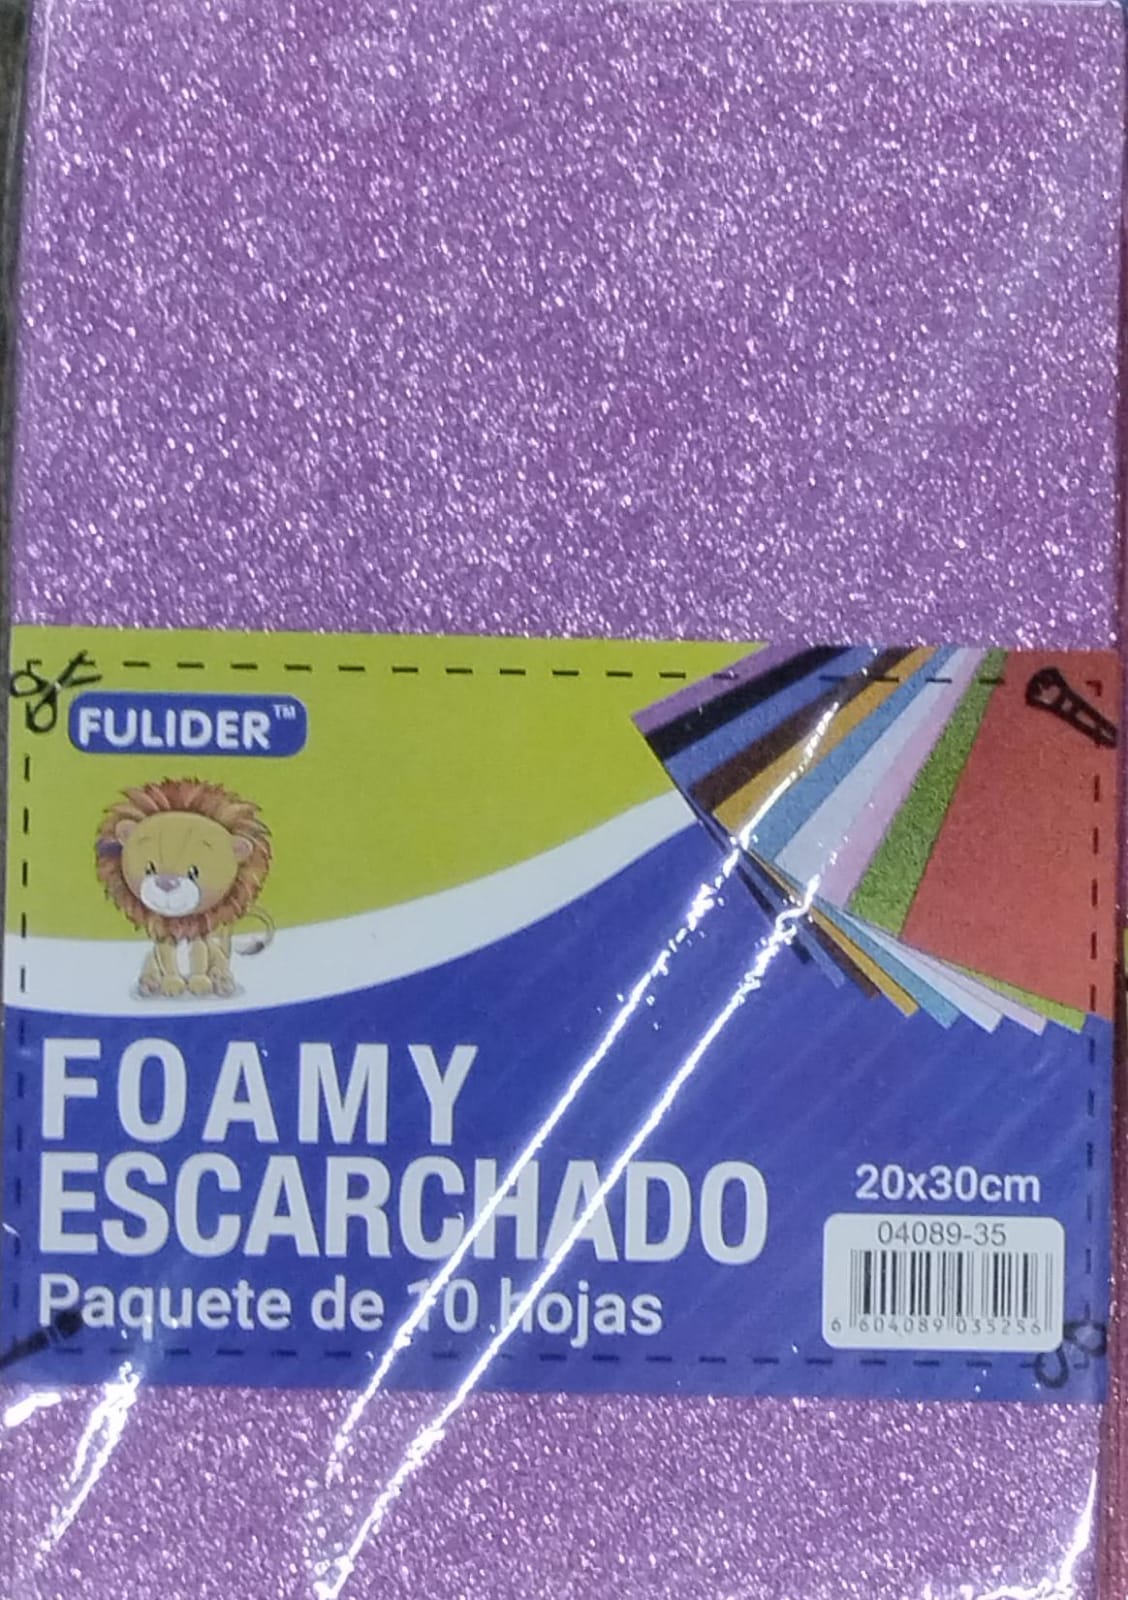 FULIDER™
FOAMY
ESCARCHADO
Paquete de 10 hojas
20x30cm
04089-35
6 604089 035256